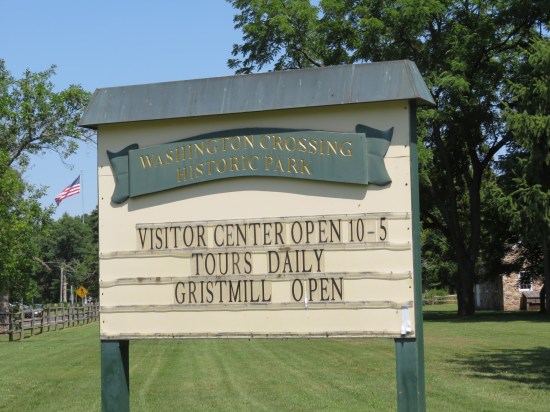 WASHINGTON CROSSING
HISTORIC PARK
VISITOR CENTER OPEN 10-5
TOURS DAILY
GRISTMILL OPEN